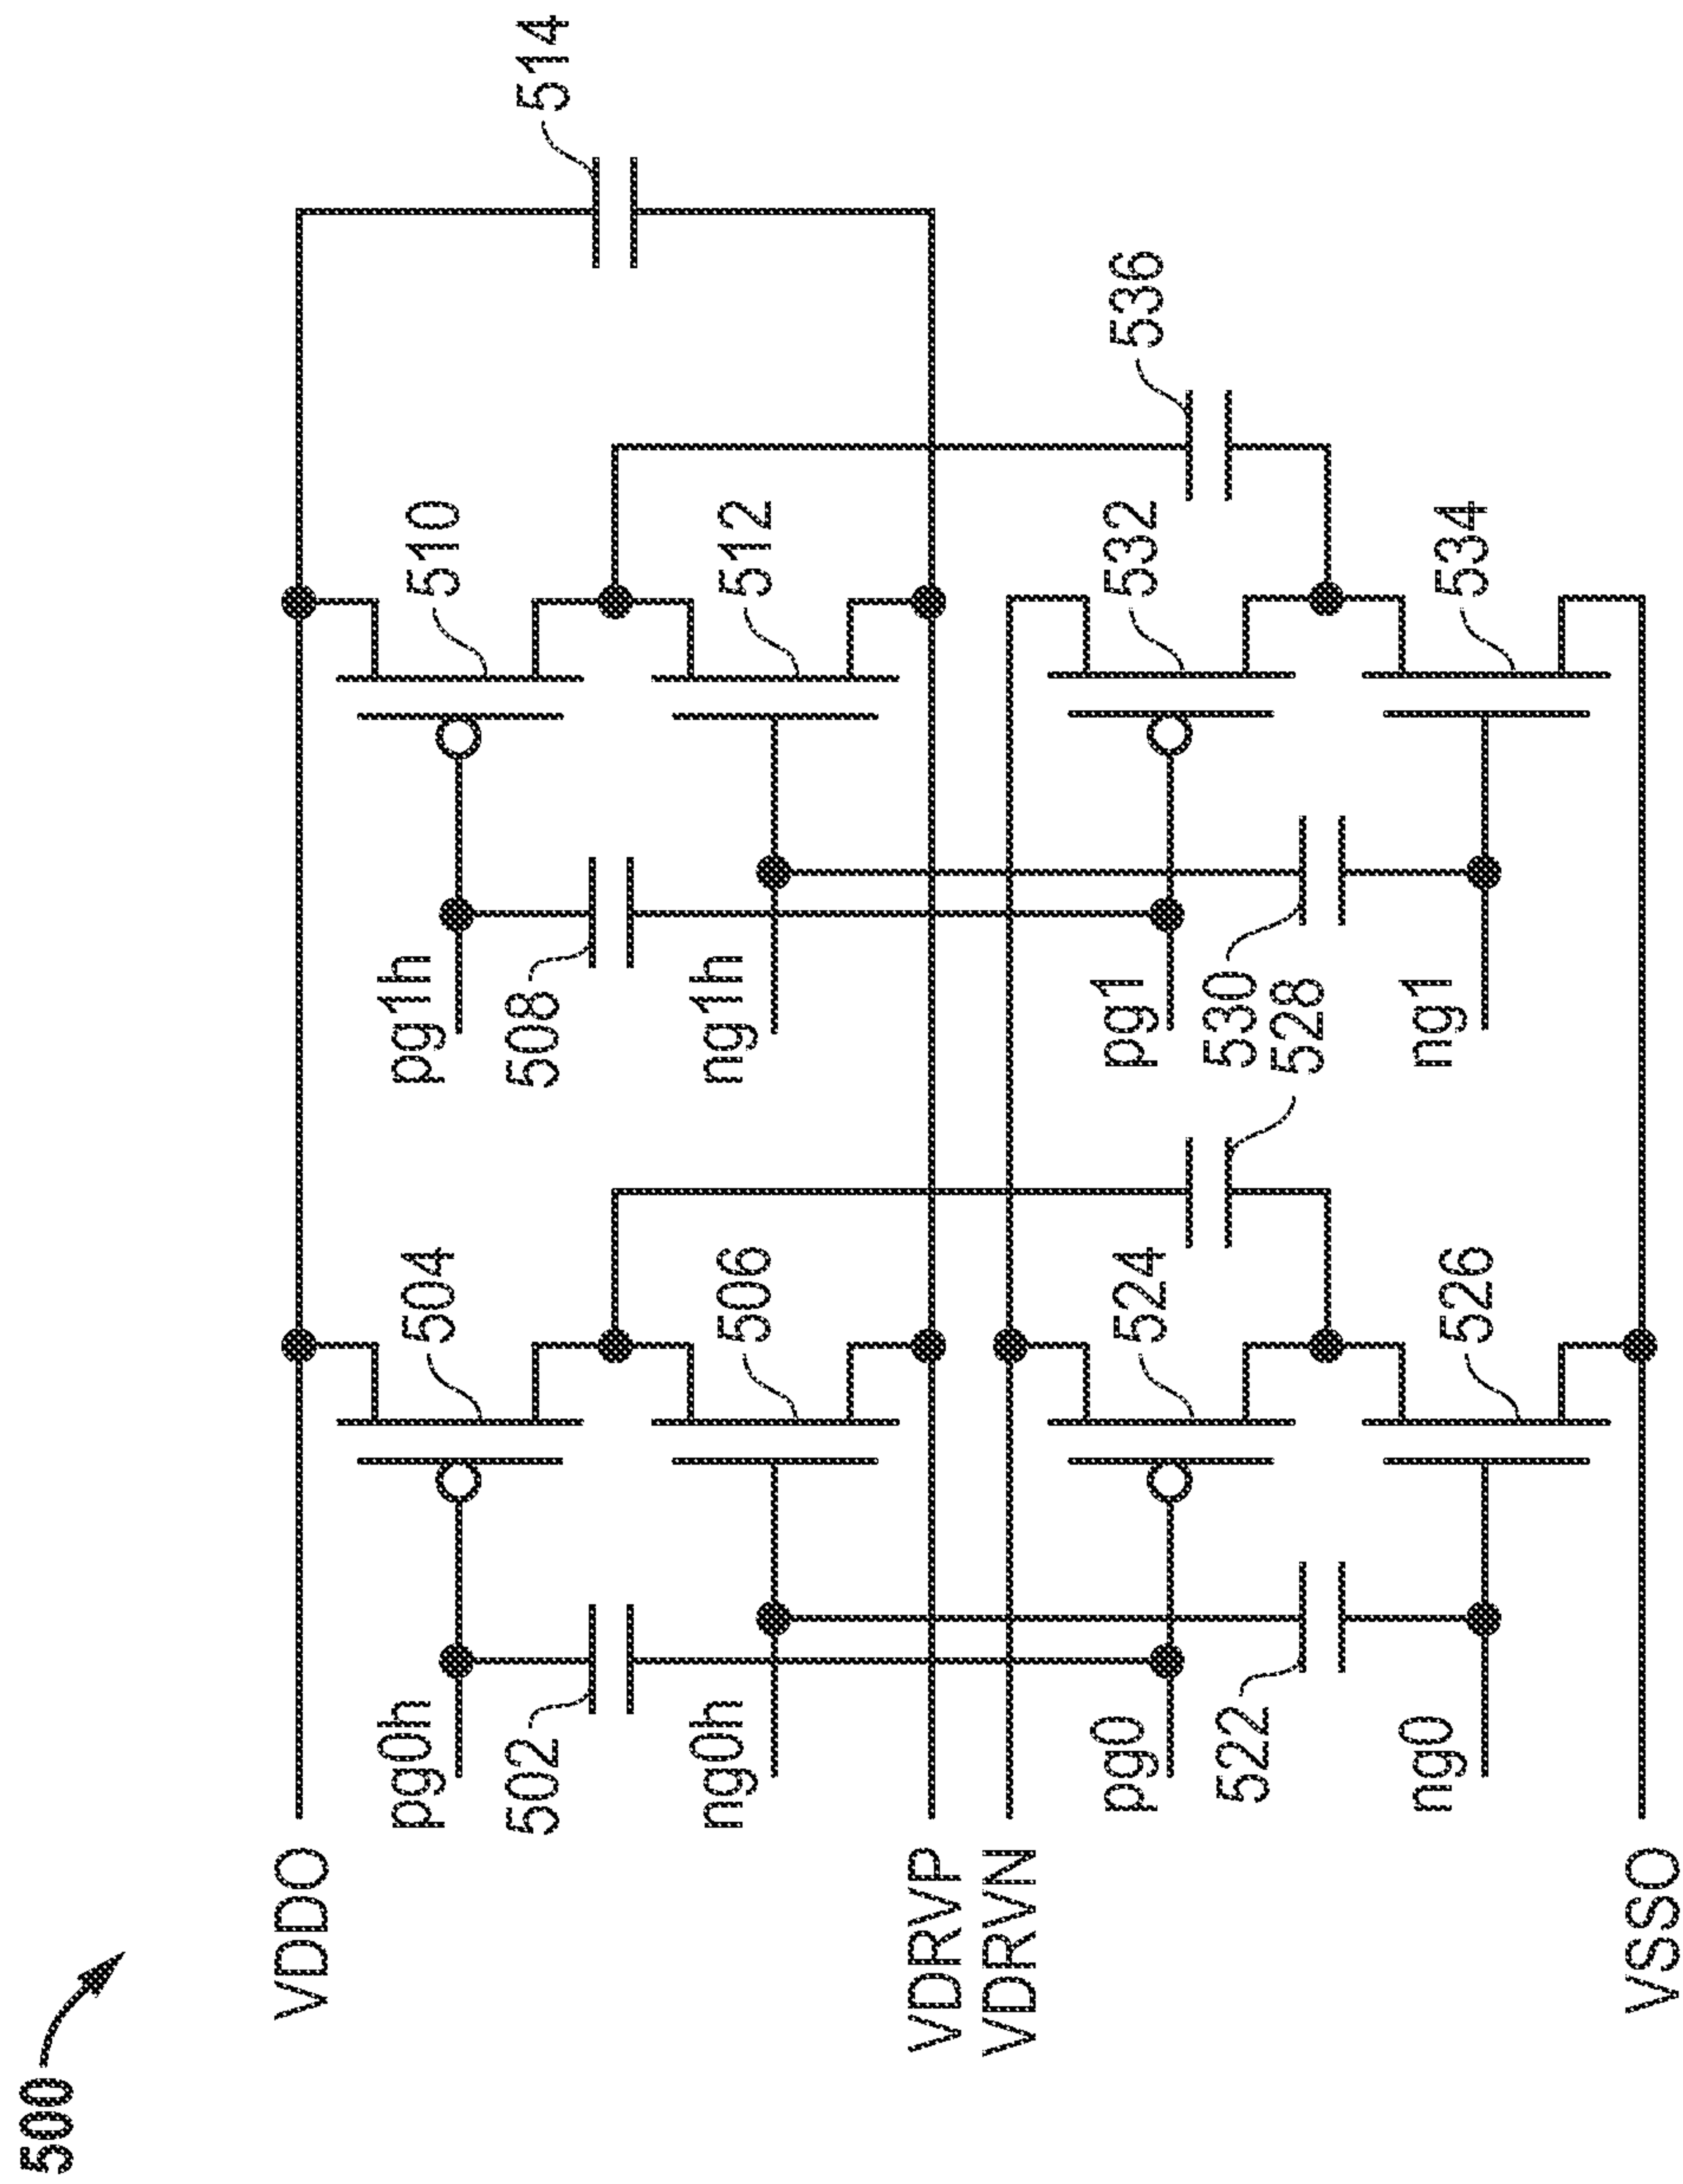 500
VDDO
pg0h
504
pg1h
510
502
508
514
ng0h
506
ng1h
512
VDRVP
VDRVN
pg0
524
pg1
532
536
522
530
528
ng0
526
ng1
534
VSSO